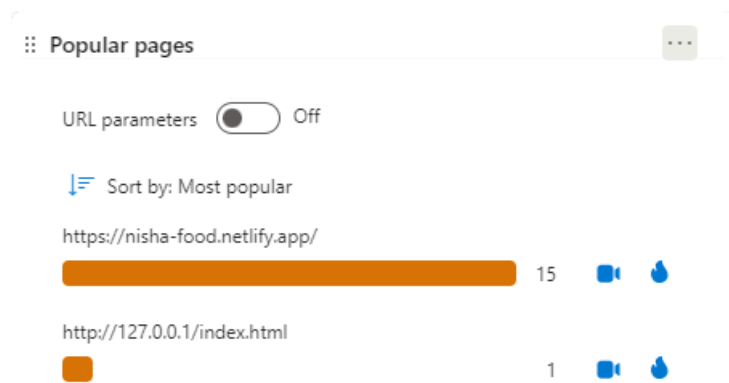 Popular pages
URL parameters Off
Sort by: Most popular
https://nisha-food.netlify.app/
15
http://127.0.0.1/index.html
1